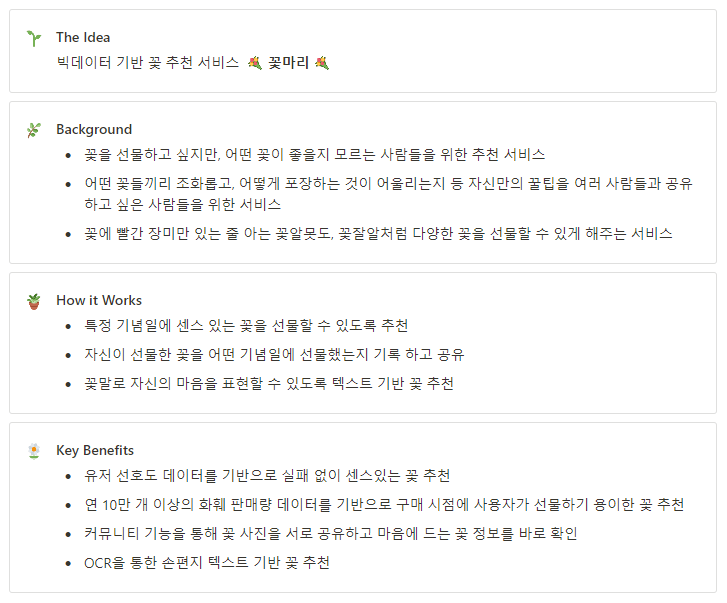 The Idea
빅데이터 기반 꽃 추천 서비스 💐 꽃마리 💐
Background
• 꽃을 선물하고 싶지만, 어떤 꽃이 좋을지 모르는 사람들을 위한 추천 서비스
• 어떤 꽃들끼리 조화롭고, 어떻게 포장하는 것이 어울리는지 등 자신만의 꿀팁을 여러 사람들과 공유
하고 싶은 사람들을 위한 서비스
• 꽃에 빨간 장미만 있는 줄 아는 꽃알못도, 꽃잘알처럼 다양한 꽃을 선물할 수 있게 해주는 서비스
How it Works
• 특정 기념일에 센스 있는 꽃을 선물할 수 있도록 추천
• 자신이 선물한 꽃을 어떤 기념일에 선물했는지 기록 하고 공유
• 꽃말로 자신의 마음을 표현할 수 있도록 텍스트 기반 꽃 추천
Key Benefits
• 유저 선호도 데이터를 기반으로 실패 없이 센스있는 꽃 추천
• 연 10만 개 이상의 화훼 판매량 데이터를 기반으로 구매 시점에 사용자가 선물하기 용이한 꽃 추천
• 커뮤니티 기능을 통해 꽃 사진을 서로 공유하고 마음에 드는 꽃 정보를 바로 확인
• OCR을 통한 손편지 텍스트 기반 꽃 추천